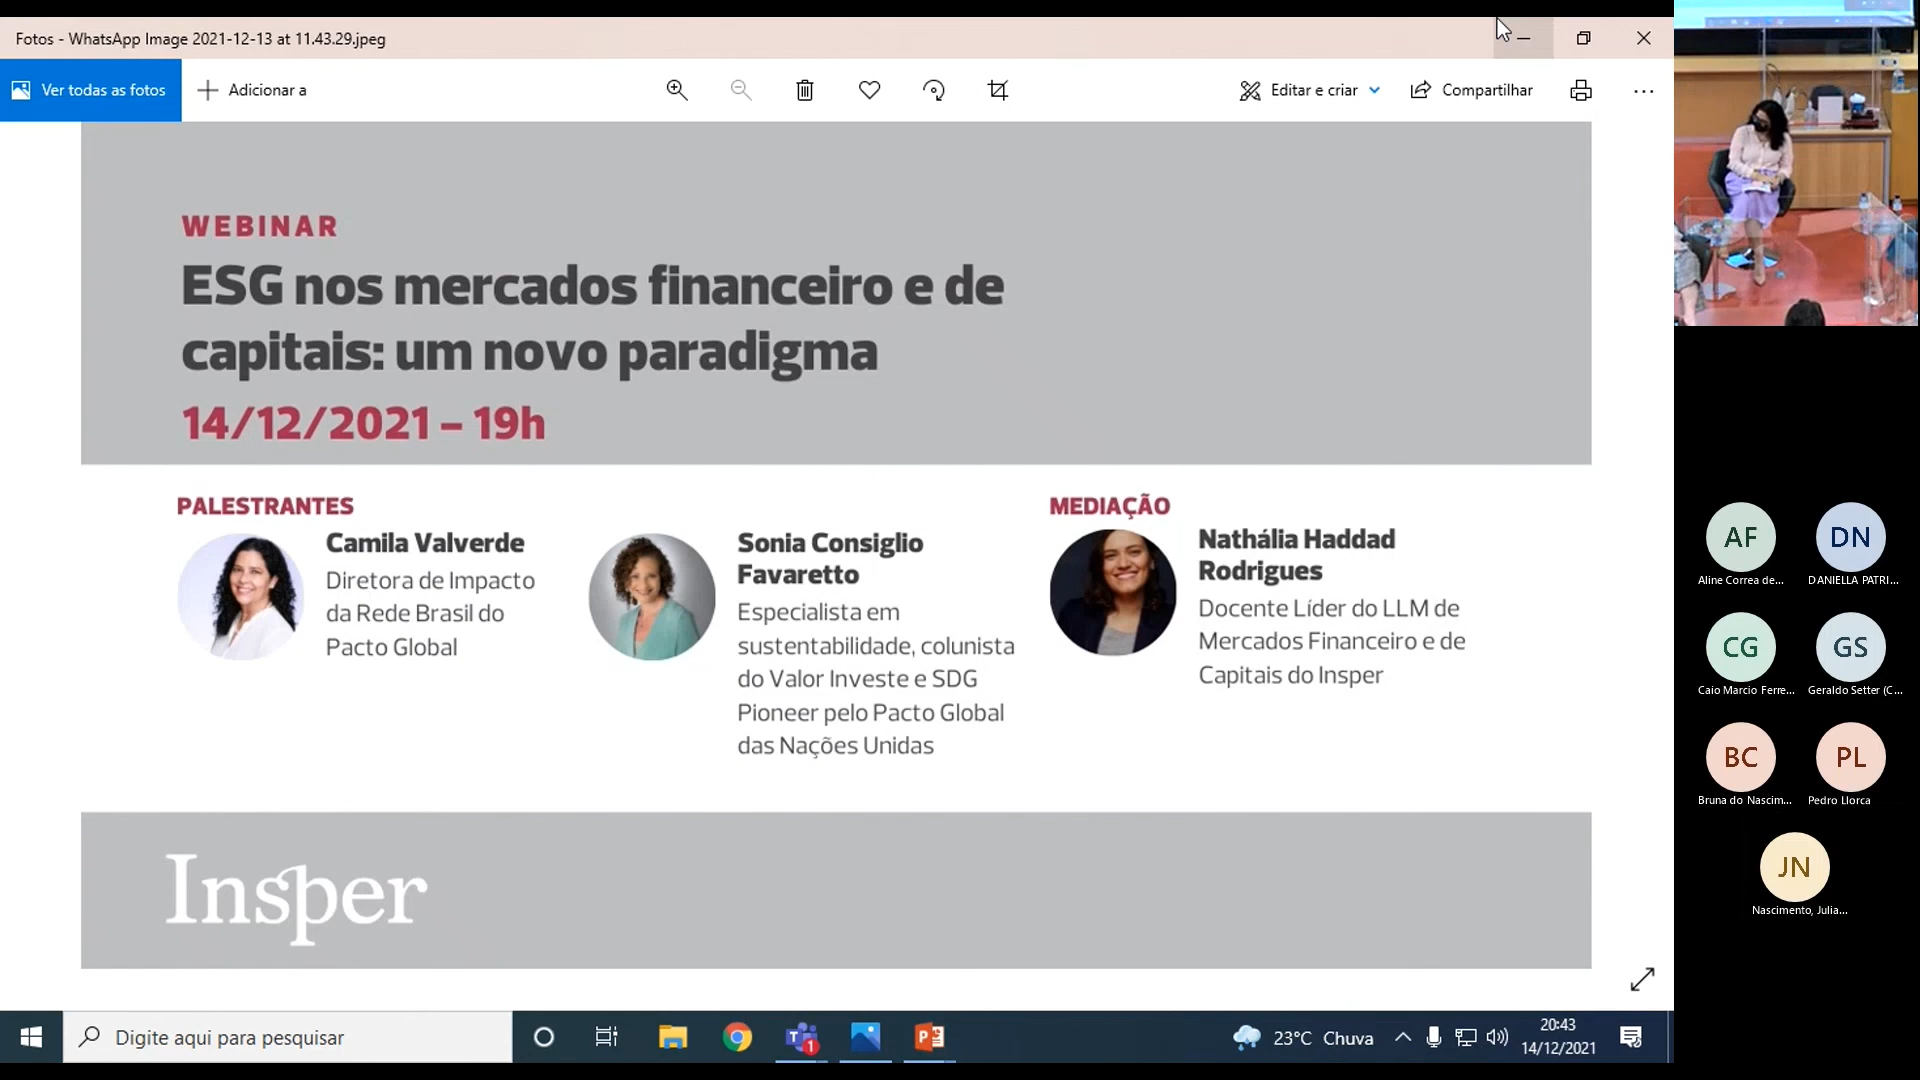 Fotos - WhatsApp Image 2021-12-13 at 11.43.29.jpeg
Ver todas as fotos
Adicionar a
Editar e criar
Compartilhar
WEBINAR
ESG nos mercados financeiro e de
capitais: um novo paradigma
14/12/2021 – 19h
PALESTRANTES
Camila Valverde
Diretora de Impacto
da Rede Brasil do
Pacto Global
Sonia Consiglio
Favaretto
Especialista em
sustentabilidade, colunista
do Valor Investe e SDG
Pioneer pelo Pacto Global
das Nações Unidas
MEDIAÇÃO
Nathália Haddad
Rodrigues
Docente Líder do LLM de
Mercados Financeiro e de
Capitais do Insper
Insper
AF
Aline Correa de...
DN
DANIELLA PATRI...
CG
Caio Marcio Ferre...
GS
Geraldo Setter (C...
BC
Bruna do Nascim...
PL
Pedro Llorca
JN
Nascimento, Julia...
Digite aqui para pesquisar
1
23°C Chuva
20:43
14/12/2021